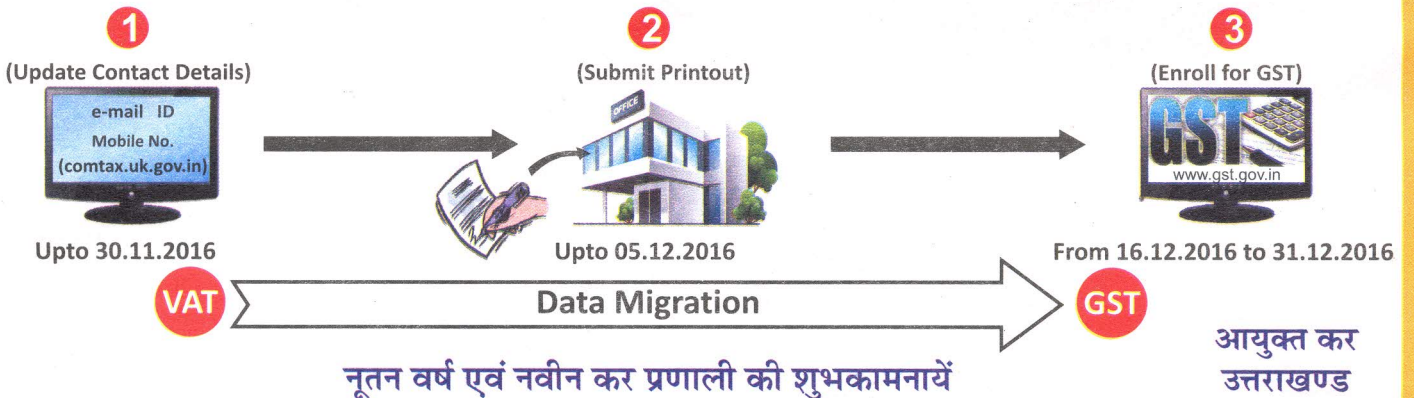 1
(Update Contact Details)
e-mail ID
Mobile No.
(comtax.uk.gov.in)
Upto 30.11.2016
2
(Submit Printout)
OFFICE
Upto 05.12.2016
3
(Enroll for GST)
GST
www.gst.gov.in
From 16.12.2016 to 31.12.2016
VAT
Data Migration
GST
नूतन वर्ष एवं नवीन कर प्रणाली की शुभकामनायें
आयुक्त कर
उत्तराखण्ड